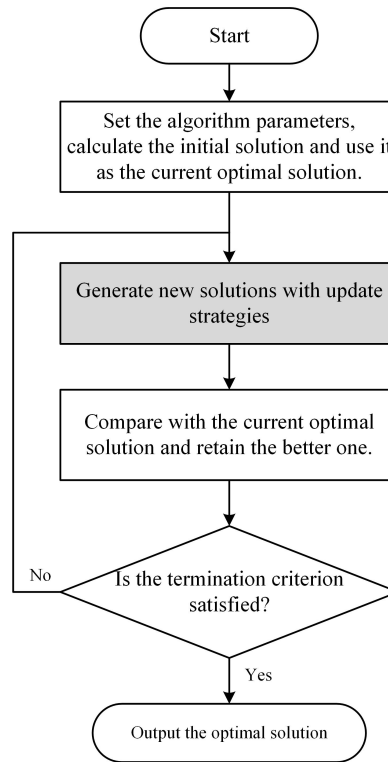 Start
Set the algorithm parameters,
calculate the initial solution and use it
as the current optimal solution.
Generate new solutions with update
strategies
Compare with the current optimal
solution and retain the better one.
Is the termination criterion
satisfied?
No
Yes
Output the optimal solution